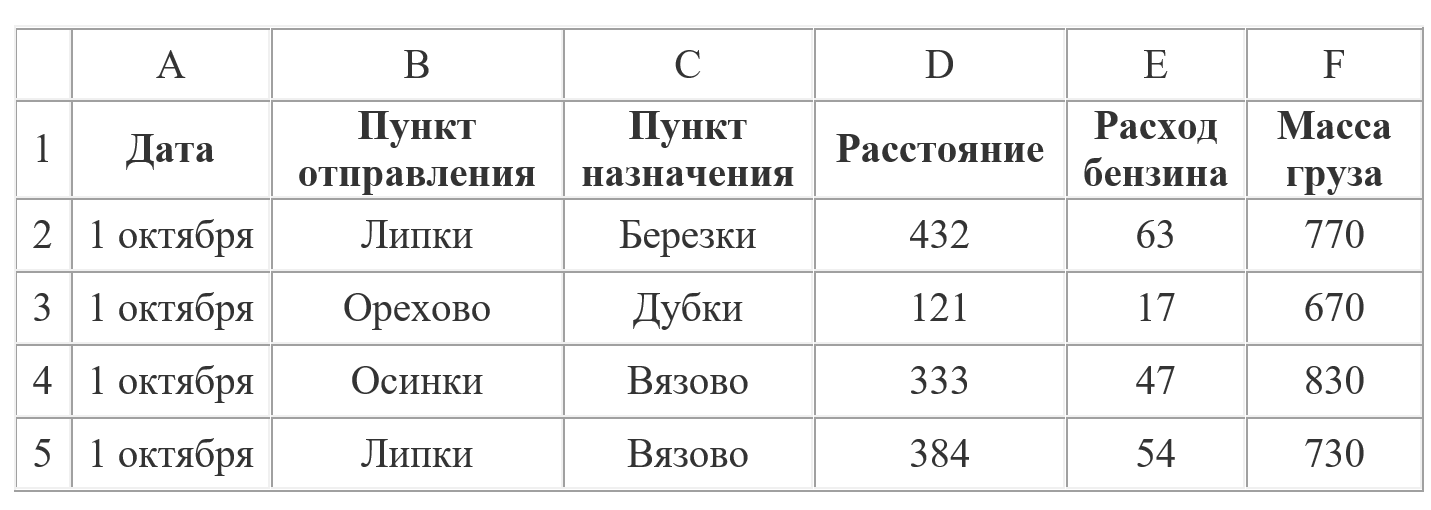 A B C D E F
1 Дата Пункт отправления Пункт назначения Расстояние Расход бензина Масса груза
2 1 октября Липки Березки 432 63 770
3 1 октября Орехово Дубки 121 17 670
4 1 октября Осинки Вязово 333 47 830
5 1 октября Липки Вязово 384 54 730